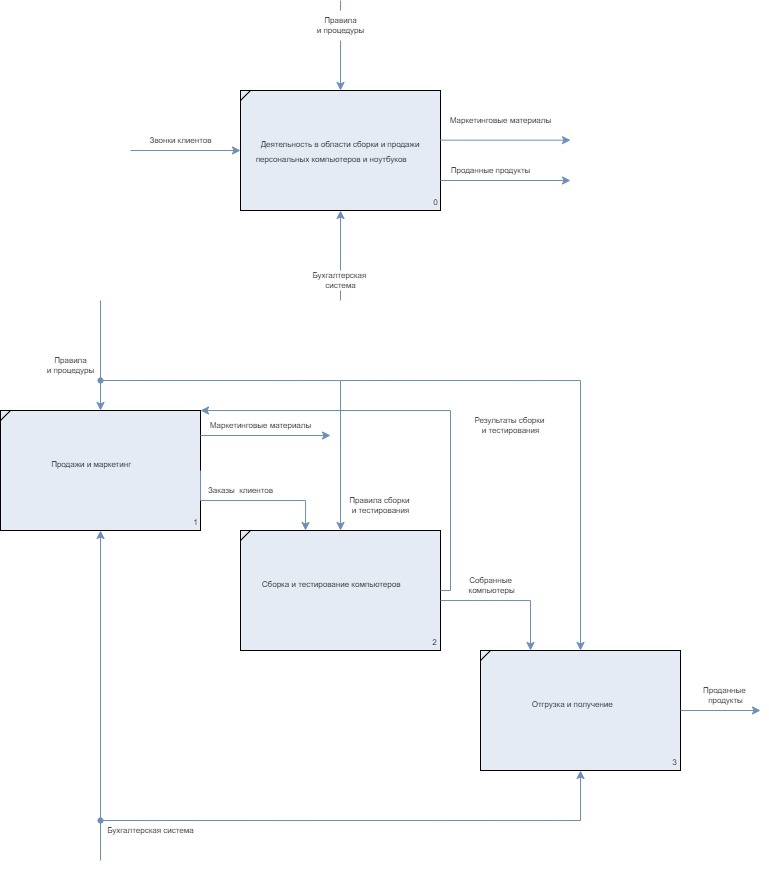 Правила
и процедуры
Маркетинговые материалы
Звонки клиентов
Деятельность в области сборки и продажи
персональных компьютеров и ноутбуков
Проданные продукты
0
Бухгалтерская
система
Правила
и процедуры
Маркетинговые материалы
Результаты сборки
и тестирования
Продажи и маркетинг
Заказы клиентов
1
Правила сборки
и тестирования
Сборка и тестирование компьютеров
2
Собранные
компьютеры
Отгрузка и получение
3
Проданные
продукты
Бухгалтерская система